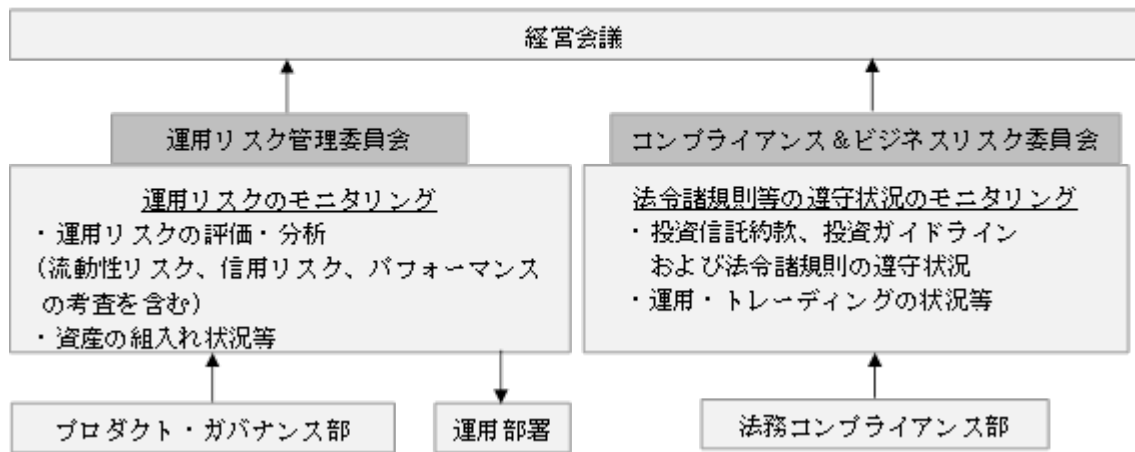 経営会議
運用リスク管理委員会
運用リスクのモニタリング
・運用リスクの評価・分析
(流動性リスク、信用リスク、パフォーマンス
の考査を含む)
・資産の組入れ状況等
コンプライアンス＆ビジネスリスク委員会
法令諸規則等の遵守状況のモニタリング
・投資信託約款、投資ガイドライン
および法令諸規則の遵守状況
・運用・トレーディングの状況等
プロダクト・ガバナンス部
運用部署
法務コンプライアンス部